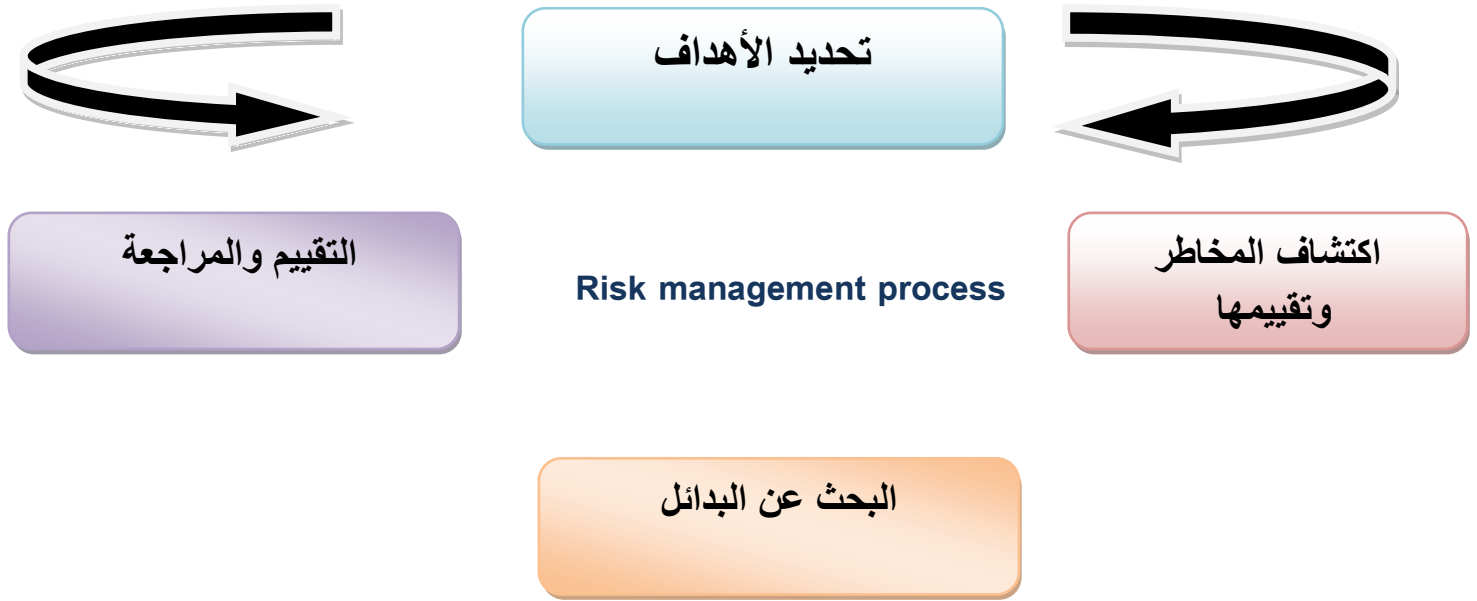 تحديد الأهداف
اكتشاف المخاطر
وتقييمها
التقييم والمراجعة
Risk management process
البحث عن البدائل